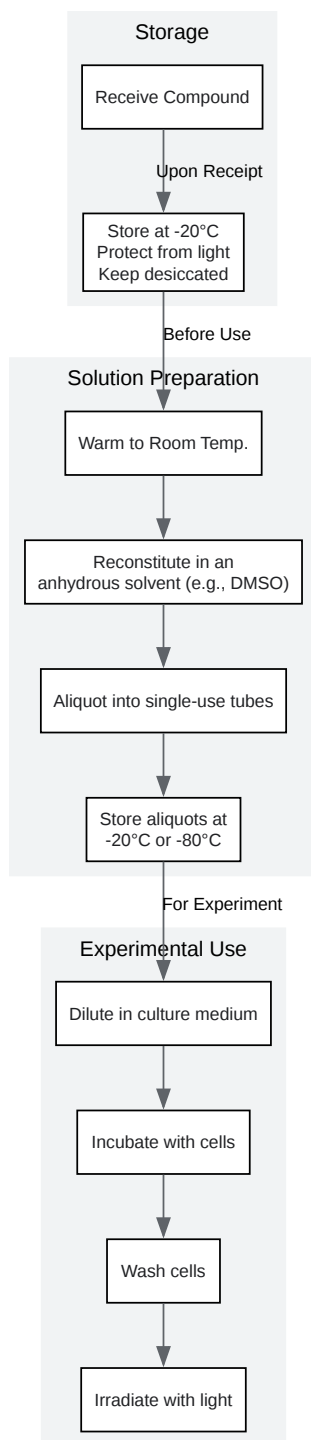 Storage
Receive Compound
Upon Receipt
Store at -20°C
Protect from light
Keep desiccated
Before Use
Solution Preparation
Warm to Room Temp.
Reconstitute in an
anhydrous solvent (e.g., DMSO)
Aliquot into single-use tubes
Store aliquots at
-20°C or -80°C
For Experiment
Experimental Use
Dilute in culture medium
Incubate with cells
Wash cells
Irradiate with light